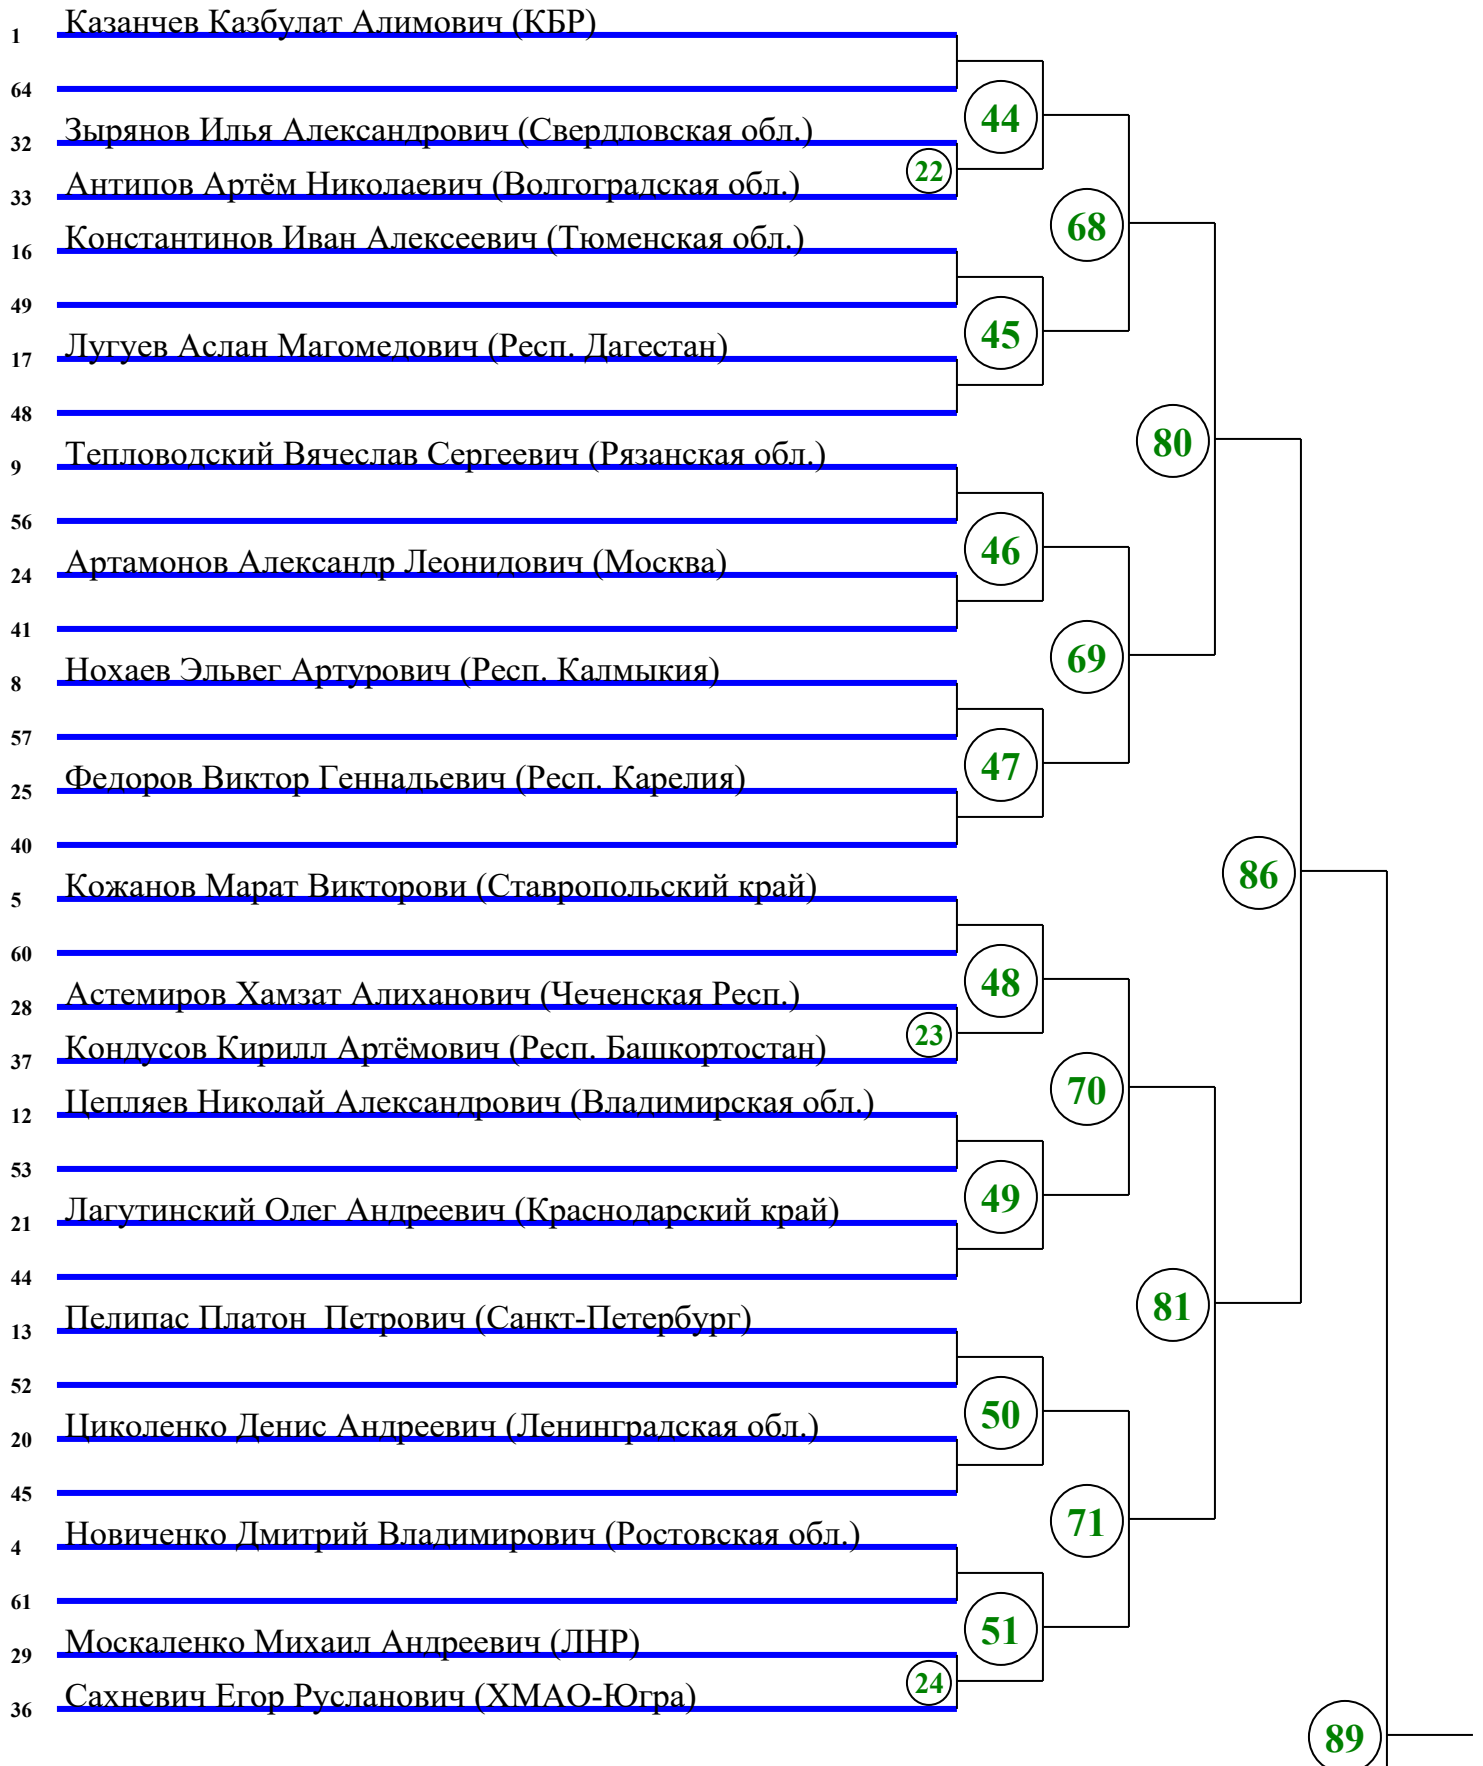 1 Казанчев Казбулат Алимович (КБР)
64
44
32 Зырянов Илья Александрович (Свердловская обл.)
22
33 Антипов Артём Николаевич (Волгоградская обл.)
68
16 Константинов Иван Алексеевич (Тюменская обл.)
49
45
17 Лугуев Аслан Магомедович (Респ. Дагестан)
48
80
9 Тепловодский Вячеслав Сергеевич (Рязанская обл.)
56
46
24 Артамонов Александр Леонидович (Москва)
41
69
8 Нохаев Эльвег Артурович (Респ. Калмыкия)
57
47
25 Федоров Виктор Геннадьевич (Респ. Карелия)
40
86
5 Кожанов Марат Викторови (Ставропольский край)
60
48
28 Астемиров Хамзат Алиханович (Чеченская Респ.)
23
37 Кондусов Кирилл Артёмович (Респ. Башкортостан)
70
12 Цепляев Николай Александрович (Владимирская обл.)
53
49
21 Лагутинский Олег Андреевич (Краснодарский край)
44
81
13 Пелипас Платон  Петрович (Санкт-Петербург)
52
50
20 Циколенко Денис Андреевич (Ленинградская обл.)
45
71
4 Новиченко Дмитрий Владимирович (Ростовская обл.)
61
51
29 Москаленко Михаил Андреевич (ЛНР)
24
36 Сахневич Егор Русланович (ХМАО-Югра)
89